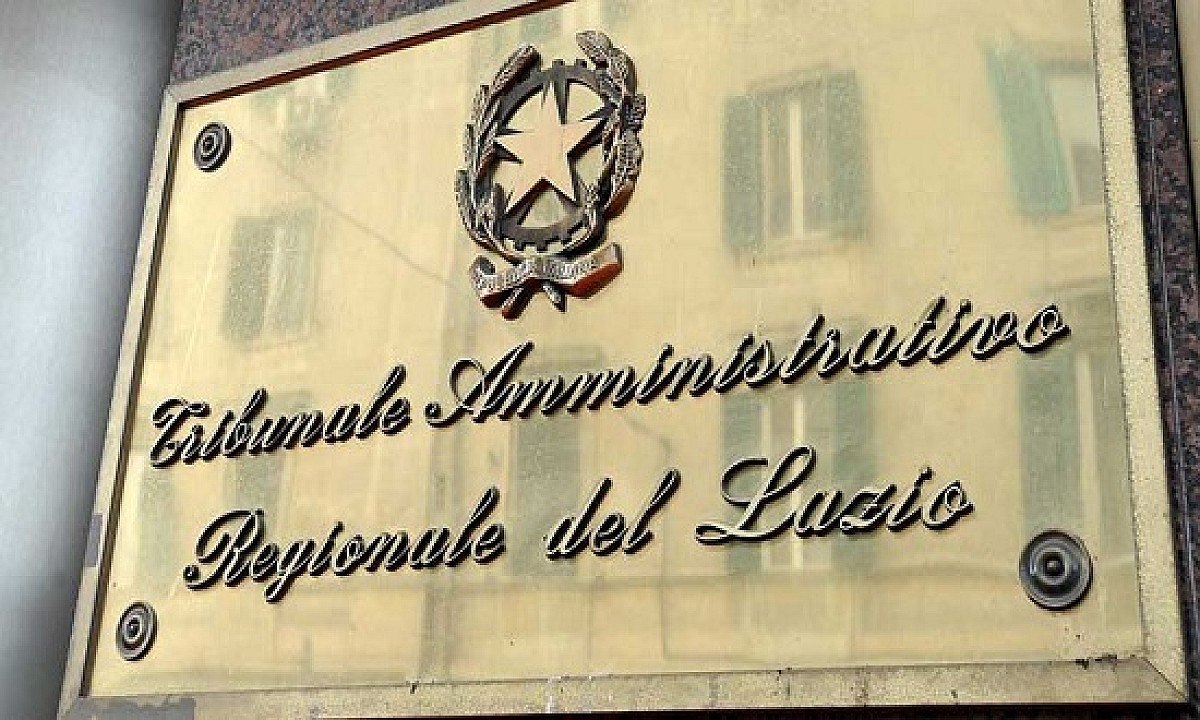 Tribunale Amministrativo
Regionale del Lazio